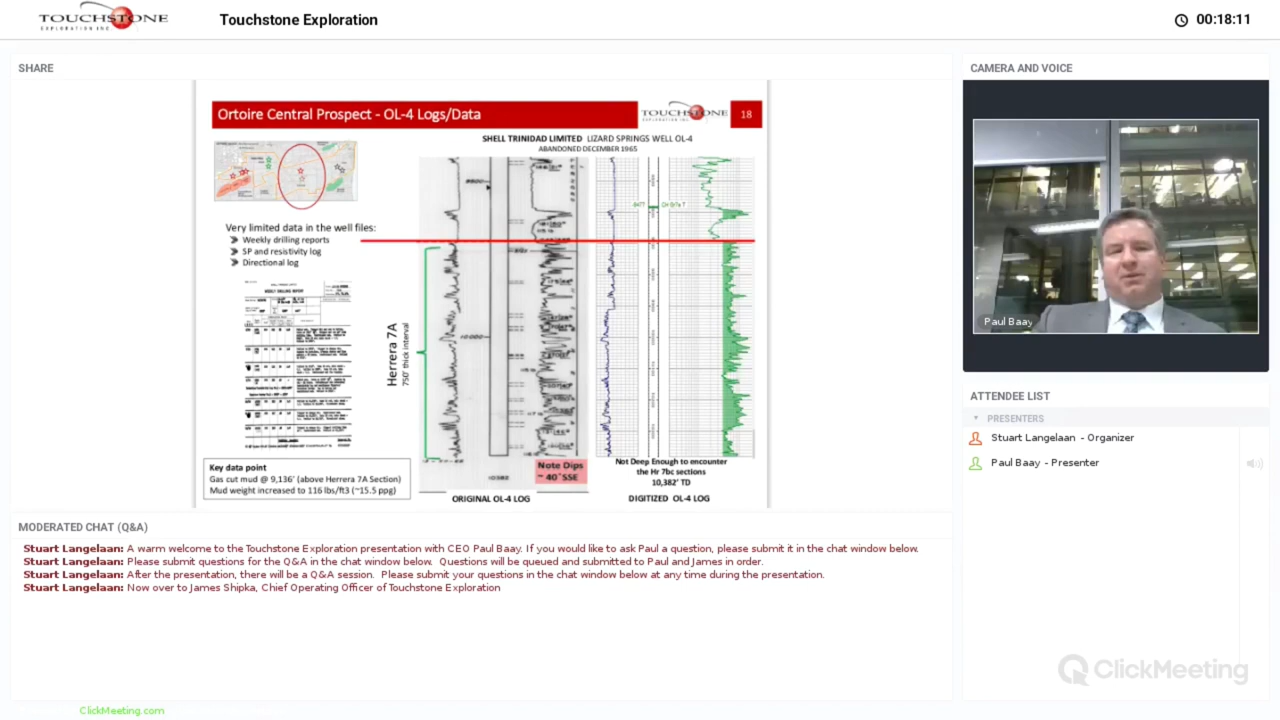 TOUCHSTONE
EXPLORATION INC.
Touchstone Exploration
00:18:11
SHARE
Ortoire Central Prospect - OL-4 Logs/Data
TOUCHSTONE
EXPLORATION INC.
18
SHELL TRINIDAD LIMITED LIZARD SPRINGS WELL OL-4
ABANDONED DECEMBER 1965
Very limited data in the well files:
Weekly drilling reports
SP and resistivity log
Directional log
WEEKLY DRILLING REPORT
Herrera 7A
750' thick interval
10382
Key data point
Gas cut mud @ 9,136' (above Herrera 7A Section)
Mud weight increased to 116 lbs/ft3 (~15.5 ppg)
Note Dips
~ 40°SSE
ORIGINAL OL-4 LOG
Not Deep Enough to encounter
the Hr 7bc sections
10,382' TD
DIGITIZED OL-4 LOG
CAMERA AND VOICE
Paul Baay
ATTENDEE LIST
PRESENTERS
Stuart Langelaan - Organizer
Paul Baay - Presenter
MODERATED CHAT (Q&A)
Stuart Langelaan: A warm welcome to the Touchstone Exploration presentation with CEO Paul Baay. If you would like to ask Paul a question, please submit it in the chat window below.
Stuart Langelaan: Please submit questions for the Q&A in the chat window below. Questions will be queued and submitted to Paul and James in order.
Stuart Langelaan: After the presentation, there will be a Q&A session. Please submit your questions in the chat window below at any time during the presentation.
Stuart Langelaan: Now over to James Shipka, Chief Operating Officer of Touchstone Exploration
ClickMeeting
ClickMeeting.com